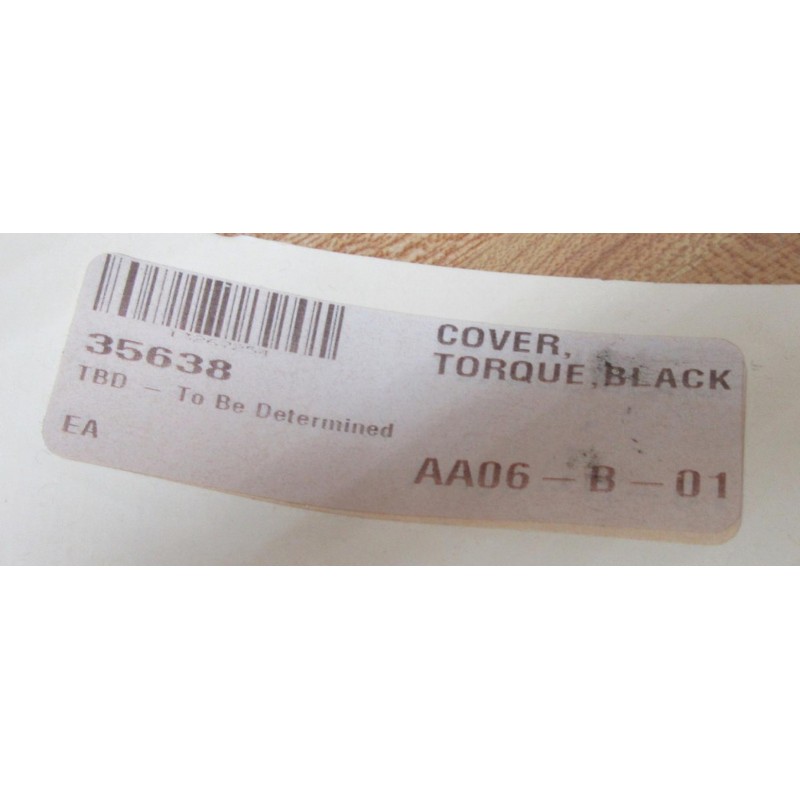 35638
COVER,
TORQUE,BLACK
TBD – To Be Determined
EA
AA06 – B – 01